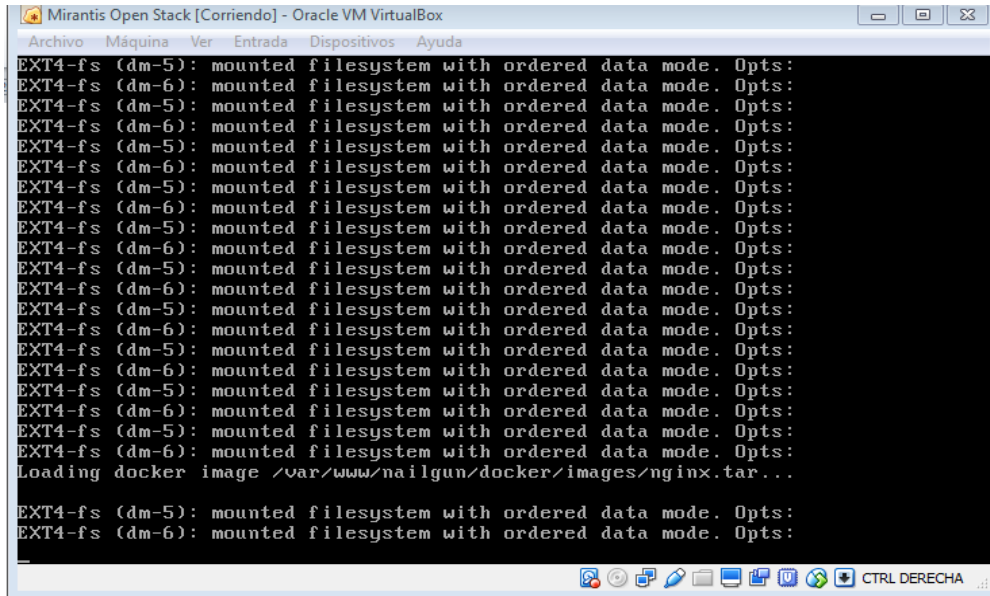 Mirantis Open Stack [Corriendo] - Oracle VM VirtualBox
Archivo Máquina Ver Entrada Dispositivos Ayuda
EXT4-fs (dm-5): mounted filesystem with ordered data mode. Opts:
EXT4-fs (dm-6): mounted filesystem with ordered data mode. Opts:
EXT4-fs (dm-5): mounted filesystem with ordered data mode. Opts:
EXT4-fs (dm-6): mounted filesystem with ordered data mode. Opts:
EXT4-fs (dm-5): mounted filesystem with ordered data mode. Opts:
EXT4-fs (dm-6): mounted filesystem with ordered data mode. Opts:
EXT4-fs (dm-5): mounted filesystem with ordered data mode. Opts:
EXT4-fs (dm-6): mounted filesystem with ordered data mode. Opts:
EXT4-fs (dm-5): mounted filesystem with ordered data mode. Opts:
EXT4-fs (dm-6): mounted filesystem with ordered data mode. Opts:
EXT4-fs (dm-5): mounted filesystem with ordered data mode. Opts:
EXT4-fs (dm-6): mounted filesystem with ordered data mode. Opts:
EXT4-fs (dm-5): mounted filesystem with ordered data mode. Opts:
EXT4-fs (dm-6): mounted filesystem with ordered data mode. Opts:
EXT4-fs (dm-5): mounted filesystem with ordered data mode. Opts:
EXT4-fs (dm-6): mounted filesystem with ordered data mode. Opts:
EXT4-fs (dm-5): mounted filesystem with ordered data mode. Opts:
EXT4-fs (dm-6): mounted filesystem with ordered data mode. Opts:
EXT4-fs (dm-5): mounted filesystem with ordered data mode. Opts:
EXT4-fs (dm-6): mounted filesystem with ordered data mode. Opts:
Loading docker image /var/www/nailgun/docker/images/nginx.tar...
EXT4-fs (dm-5): mounted filesystem with ordered data mode. Opts:
EXT4-fs (dm-6): mounted filesystem with ordered data mode. Opts:
CTRL DERECHA